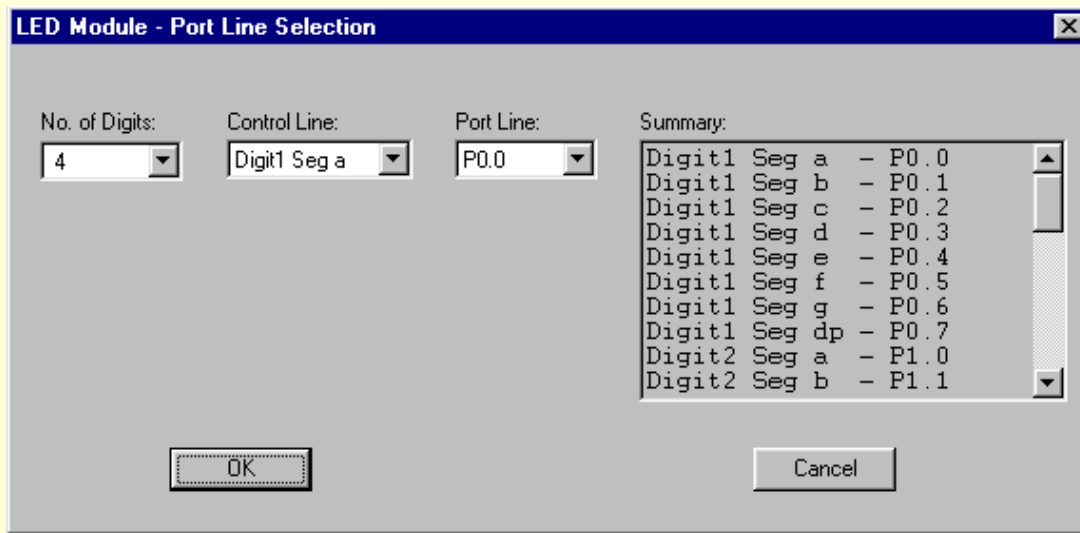 LED Module - Port Line Selection
No. of Digits:
4
Control Line:
Digit1 Seg a
Port Line:
P0.0
Summary:
Digit1 Seg a - P0.0
Digit1 Seg b - P0.1
Digit1 Seg c - P0.2
Digit1 Seg d - P0.3
Digit1 Seg e - P0.4
Digit1 Seg f - P0.5
Digit1 Seg g - P0.6
Digit1 Seg dp - P0.7
Digit2 Seg a - P1.0
Digit2 Seg b - P1.1
OK
Cancel